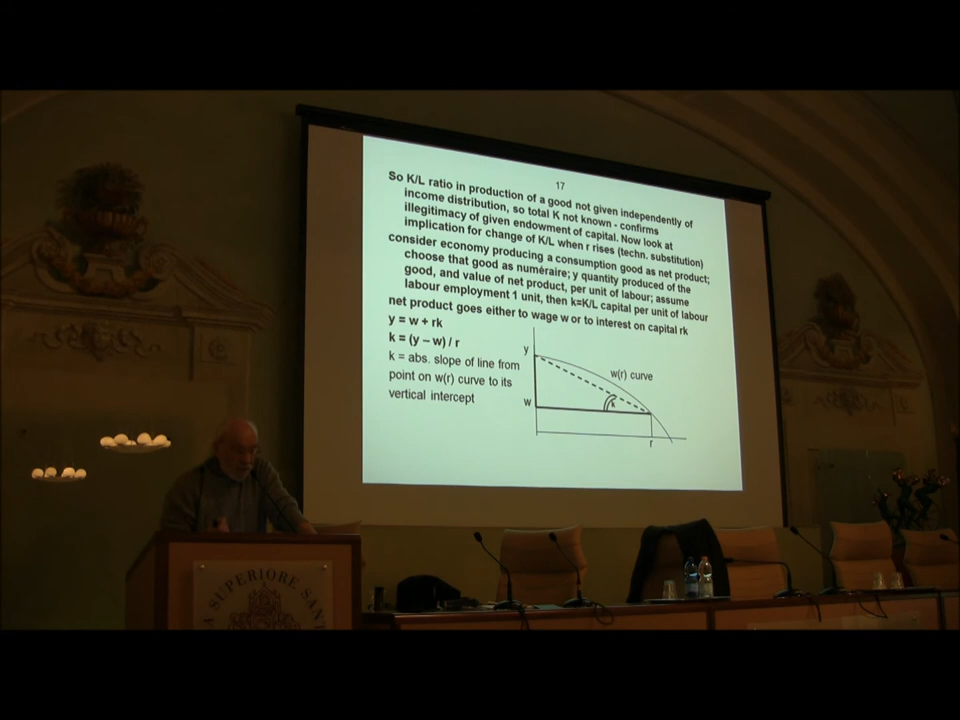 17
So K/L ratio in production of a good not given independently of
income distribution, so total K not known - confirms
illegitimacy of given endowment of capital. Now look at
implication for change of K/L when r rises (techn. substitution)
consider economy producing a consumption good as net product;
choose that good as numéraire; y quantity produced of the
good, and value of net product, per unit of labour; assume
labour employment 1 unit, then k=K/L capital per unit of labour
net product goes either to wage w or to interest on capital rk
y = w + rk
k = (y – w) / r
k = abs. slope of line from
point on w(r) curve to its
vertical intercept
y
w(r) curve
w
k
r
SUPERIORE SAN